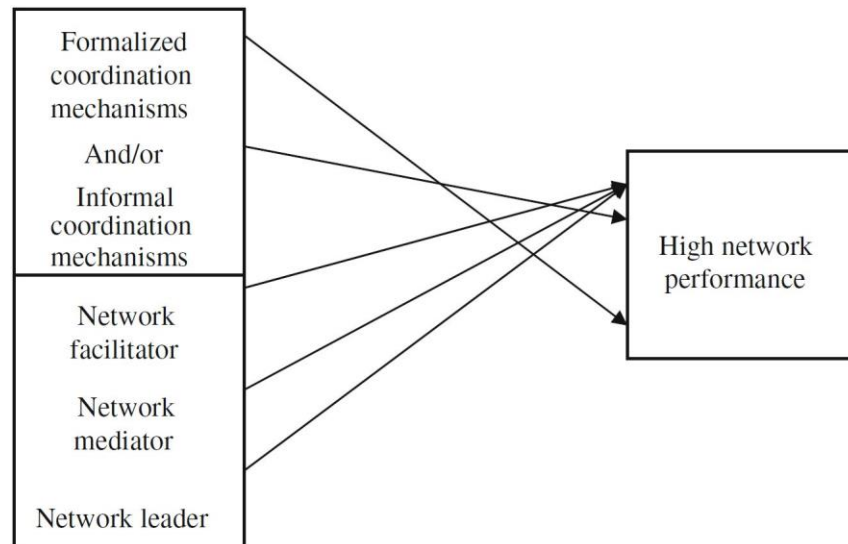 Formalized
coordination
mechanisms
And/or
Informal
coordination
mechanisms
Network
facilitator
Network
mediator
Network leader
High network
performance